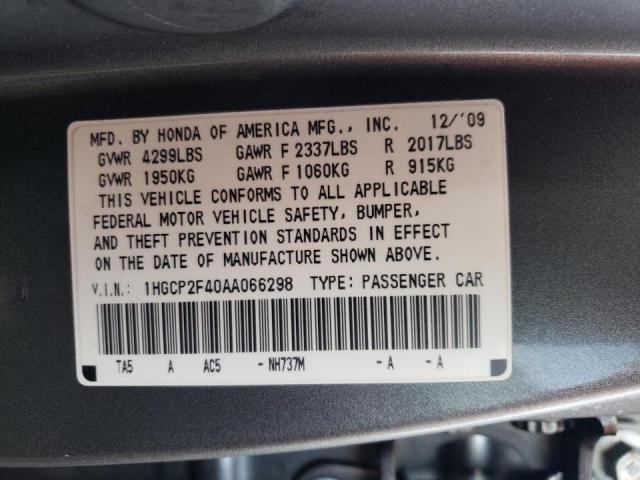 MFD. BY HONDA OF AMERICA MFG., INC. 12/'09
GVWR 4299LBS GAWR F 2337LBS R 2017LBS
GVWR 1950KG GAWR F 1060KG R 915KG
THIS VEHICLE CONFORMS TO ALL APPLICABLE
FEDERAL MOTOR VEHICLE SAFETY, BUMPER,
AND THEFT PREVENTION STANDARDS IN EFFECT
ON THE DATE OF MANUFACTURE SHOWN ABOVE.
V.I.N.: 1HGCP2F40AA066298 TYPE: PASSENGER CAR
TA5 A AC5 - NH737M - A - A